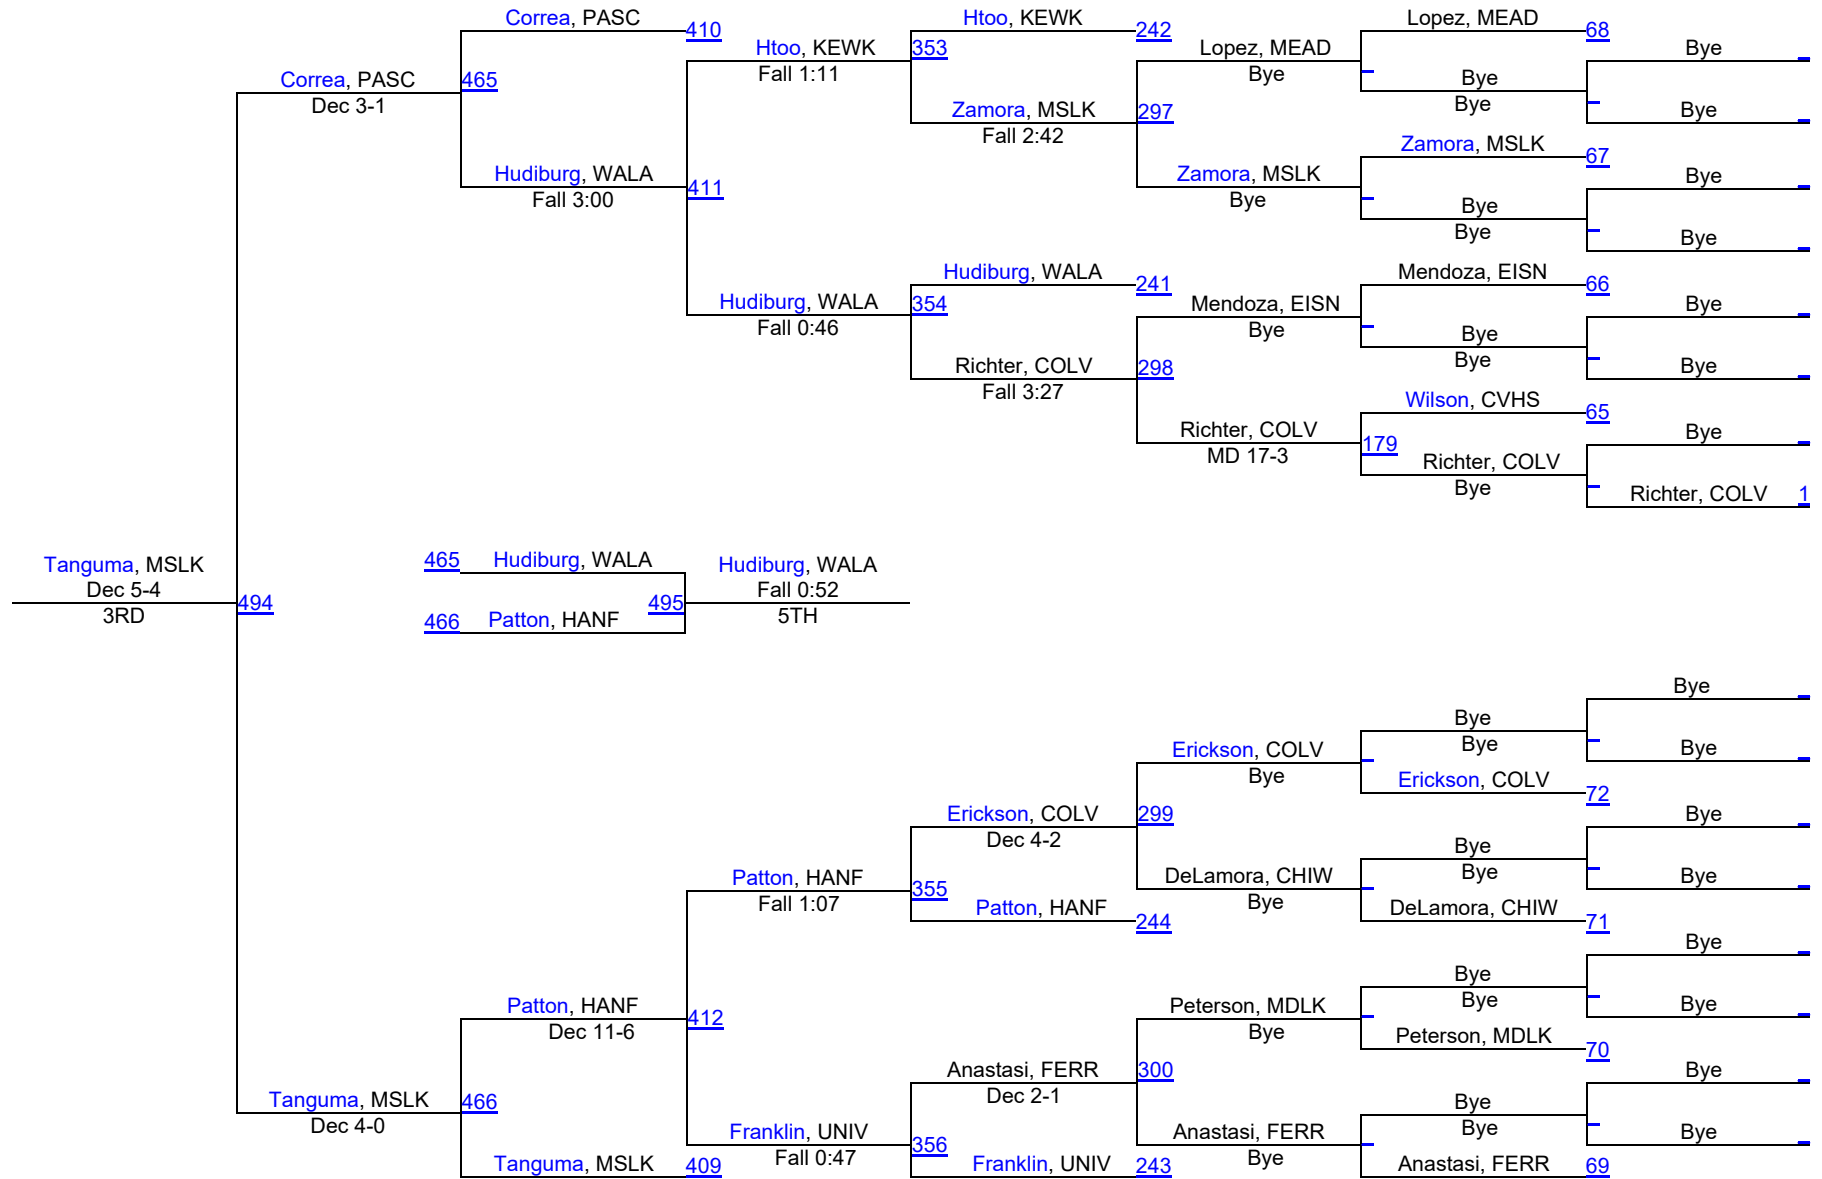 Correa, PASC
410
Htoo, KEWK
242
Lopez, MEAD
68
Htoo, KEWK
353
Fall 1:11
Lopez, MEAD
Bye
Bye
Correa, PASC
465
Dec 3-1
Bye
Bye
Bye
Zamora, MSLK
297
Fall 2:42
Zamora, MSLK
67
Hudiburg, WALA
411
Fall 3:00
Zamora, MSLK
Bye
Bye
Bye
Bye
Bye
Hudiburg, WALA
241
Mendoza, EISN
66
Hudiburg, WALA
354
Fall 0:46
Mendoza, EISN
Bye
Bye
Bye
Bye
Bye
Richter, COLV
298
Fall 3:27
Wilson, CVHS
65
Richter, COLV
179
MD 17-3
Bye
Richter, COLV
Bye
Richter, COLV 1
Tanguma, MSLK
Dec 5-4
3RD
494
465 Hudiburg, WALA
466 Patton, HANF
495
Hudiburg, WALA
Fall 0:52
5TH
Bye
Bye
Bye
Bye
Erickson, COLV
Bye
Erickson, COLV
72
Erickson, COLV
299
Dec 4-2
Bye
Bye
Bye
Bye
DeLamora, CHIW
Bye
DeLamora, CHIW
71
Patton, HANF
355
Fall 1:07
Patton, HANF
244
Bye
Bye
Bye
Bye
Patton, HANF
412
Dec 11-6
Peterson, MDLK
Bye
Peterson, MDLK
70
Anastasi, FERR
300
Dec 2-1
Bye
Bye
Bye
Bye
Tanguma, MSLK
466
Dec 4-0
Franklin, UNIV
356
Fall 0:47
Anastasi, FERR
Bye
Tanguma, MSLK
409
Franklin, UNIV
243
Anastasi, FERR
69